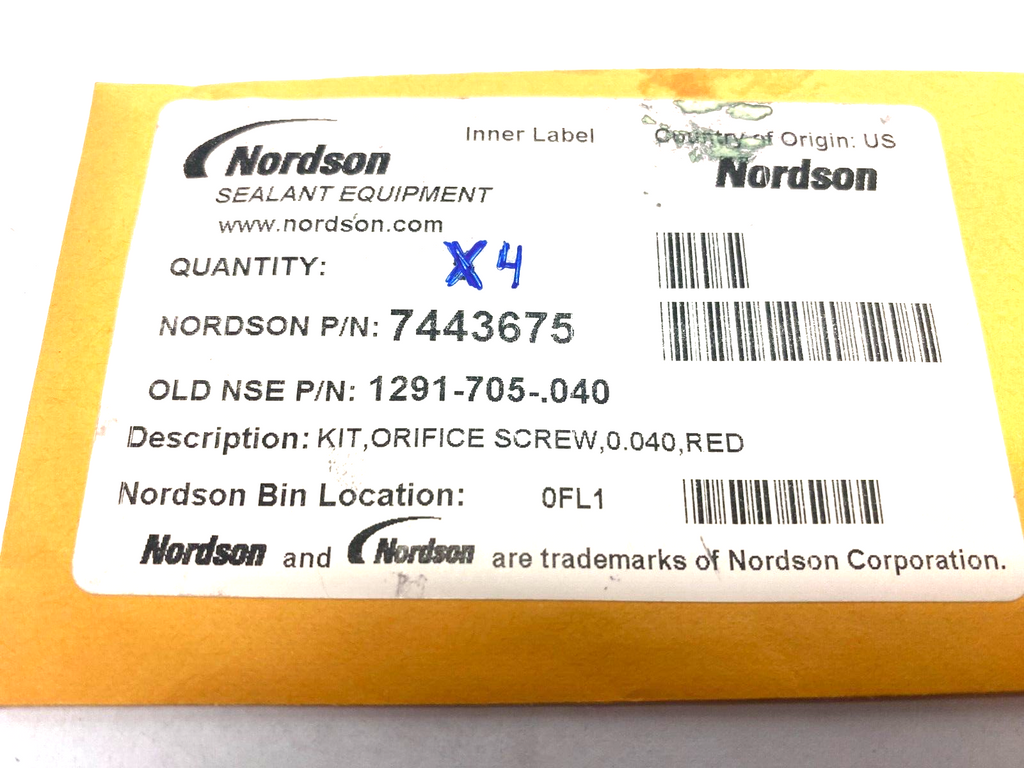 Inner Label
Country of Origin: US
Nordson
Nordson
SEALANT EQUIPMENT
www.nordson.com
QUANTITY: X4
NORDSON P/N: 7443675
OLD NSE P/N: 1291-705-.040
Description: KIT,ORIFICE SCREW,0.040,RED
Nordson Bin Location: 0FL1
Nordson and Nordson are trademarks of Nordson Corporation.